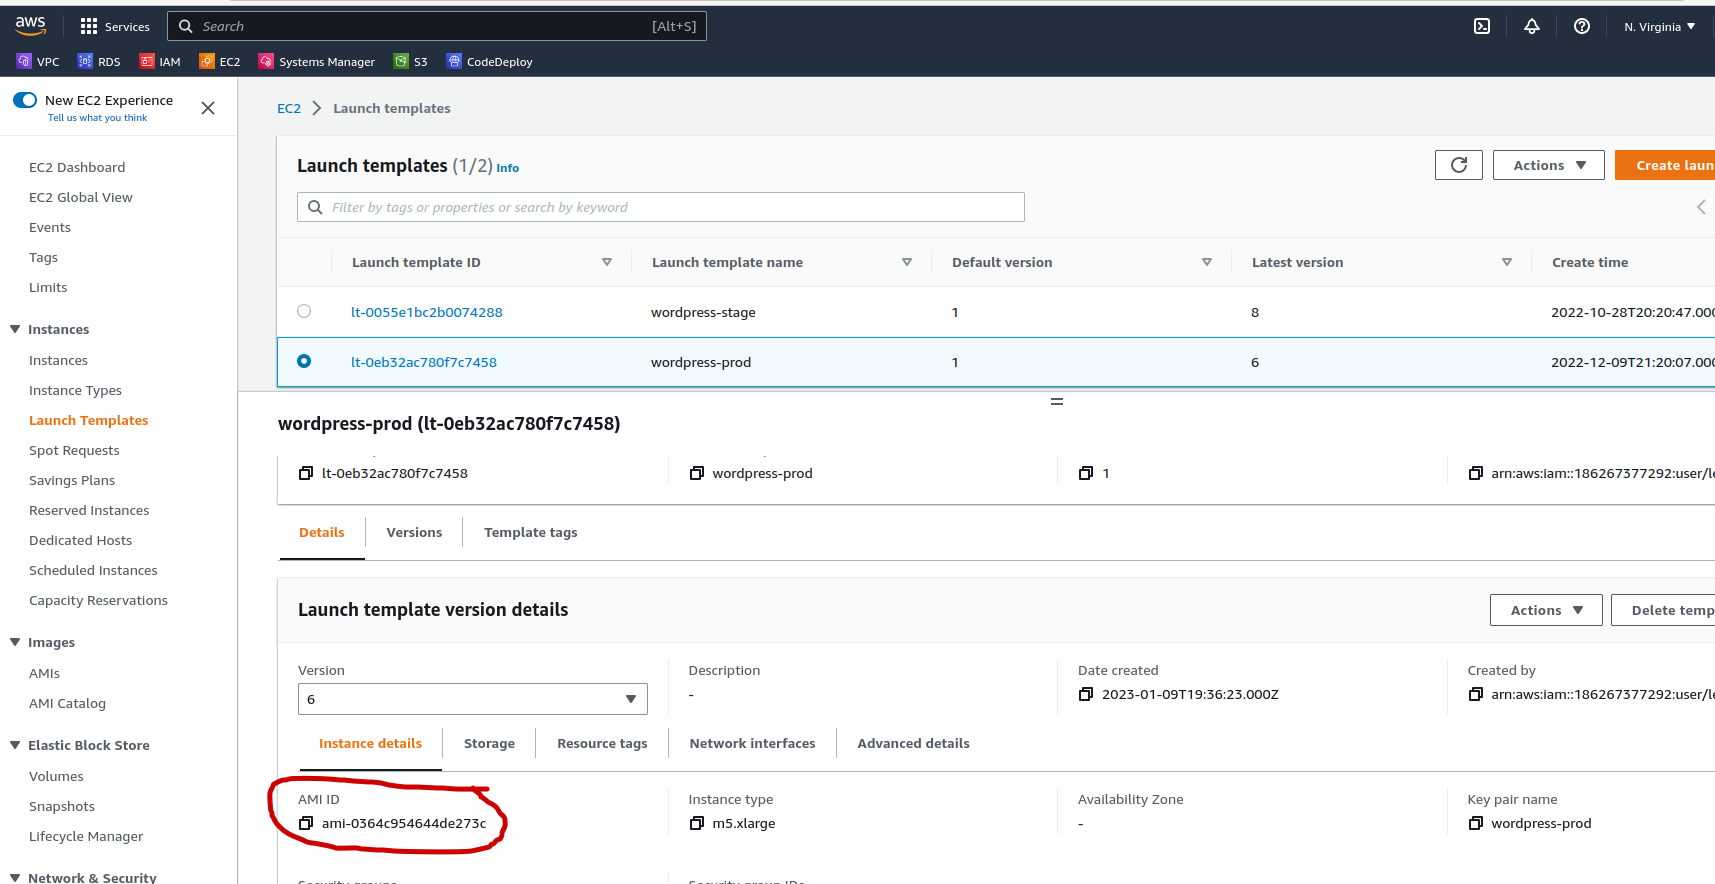 aws Services Search [Alt+S] N. Virginia
VPC RDS IAM EC2 Systems Manager S3 CodeDeploy
New EC2 Experience
Tell us what you think
EC2 Dashboard
EC2 Global View
Events
Tags
Limits
Instances
Instances
Instance Types
Launch Templates
Spot Requests
Savings Plans
Reserved Instances
Dedicated Hosts
Scheduled Instances
Capacity Reservations
Images
AMIs
AMI Catalog
Elastic Block Store
Volumes
Snapshots
Lifecycle Manager
Network & Security
EC2 Launch templates
Launch templates (1/2) Info Actions Create laun
Filter by tags or properties or search by keyword
Launch template ID Launch template name Default version Latest version Create time
lt-0055e1bc2b0074288 wordpress-stage 1 8 2022-10-28T20:20:47.000
lt-0eb32ac780f7c7458 wordpress-prod 1 6 2022-12-09T21:20:07.000
wordpress-prod (lt-0eb32ac780f7c7458)
lt-0eb32ac780f7c7458 wordpress-prod 1 arn:aws:iam::186267377292:user/le
Details Versions Template tags
Launch template version details Actions Delete temp
Version Description Date created Created by
6 - 2023-01-09T19:36:23.000Z arn:aws:iam::186267377292:user/le
Instance details Storage Resource tags Network interfaces Advanced details
AMI ID Instance type Availability Zone Key pair name
ami-0364c954644de273c m5.xlarge - wordpress-prod
Security groups Security group IDs